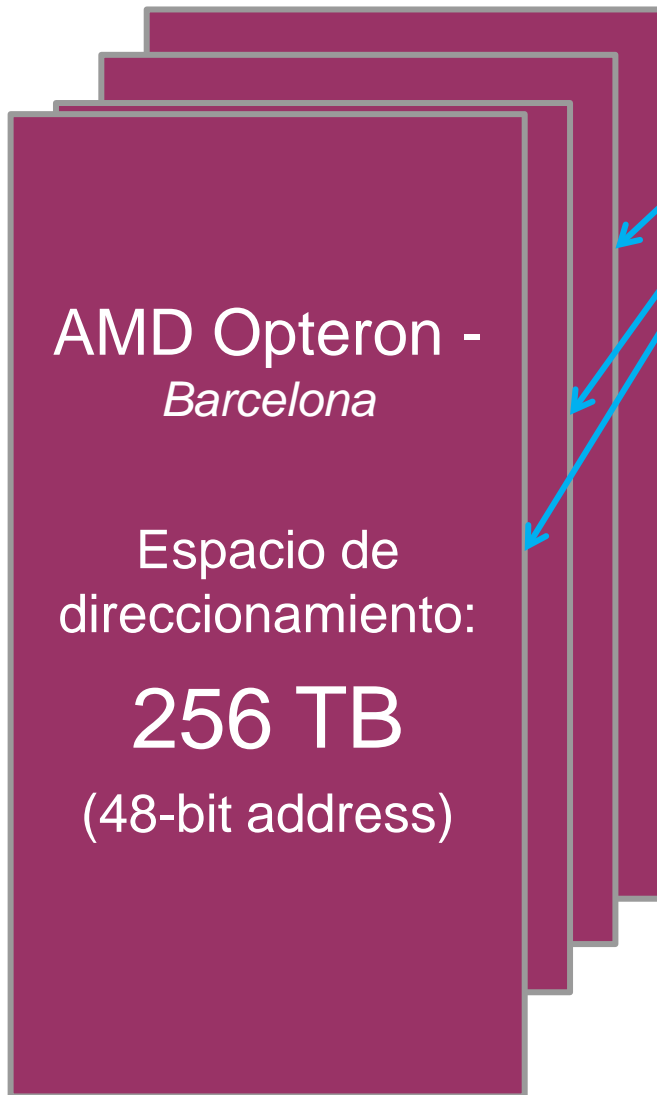 AMD Opteron -
Barcelona
Espacio de
direccionamiento:
256 TB
(48-bit address)